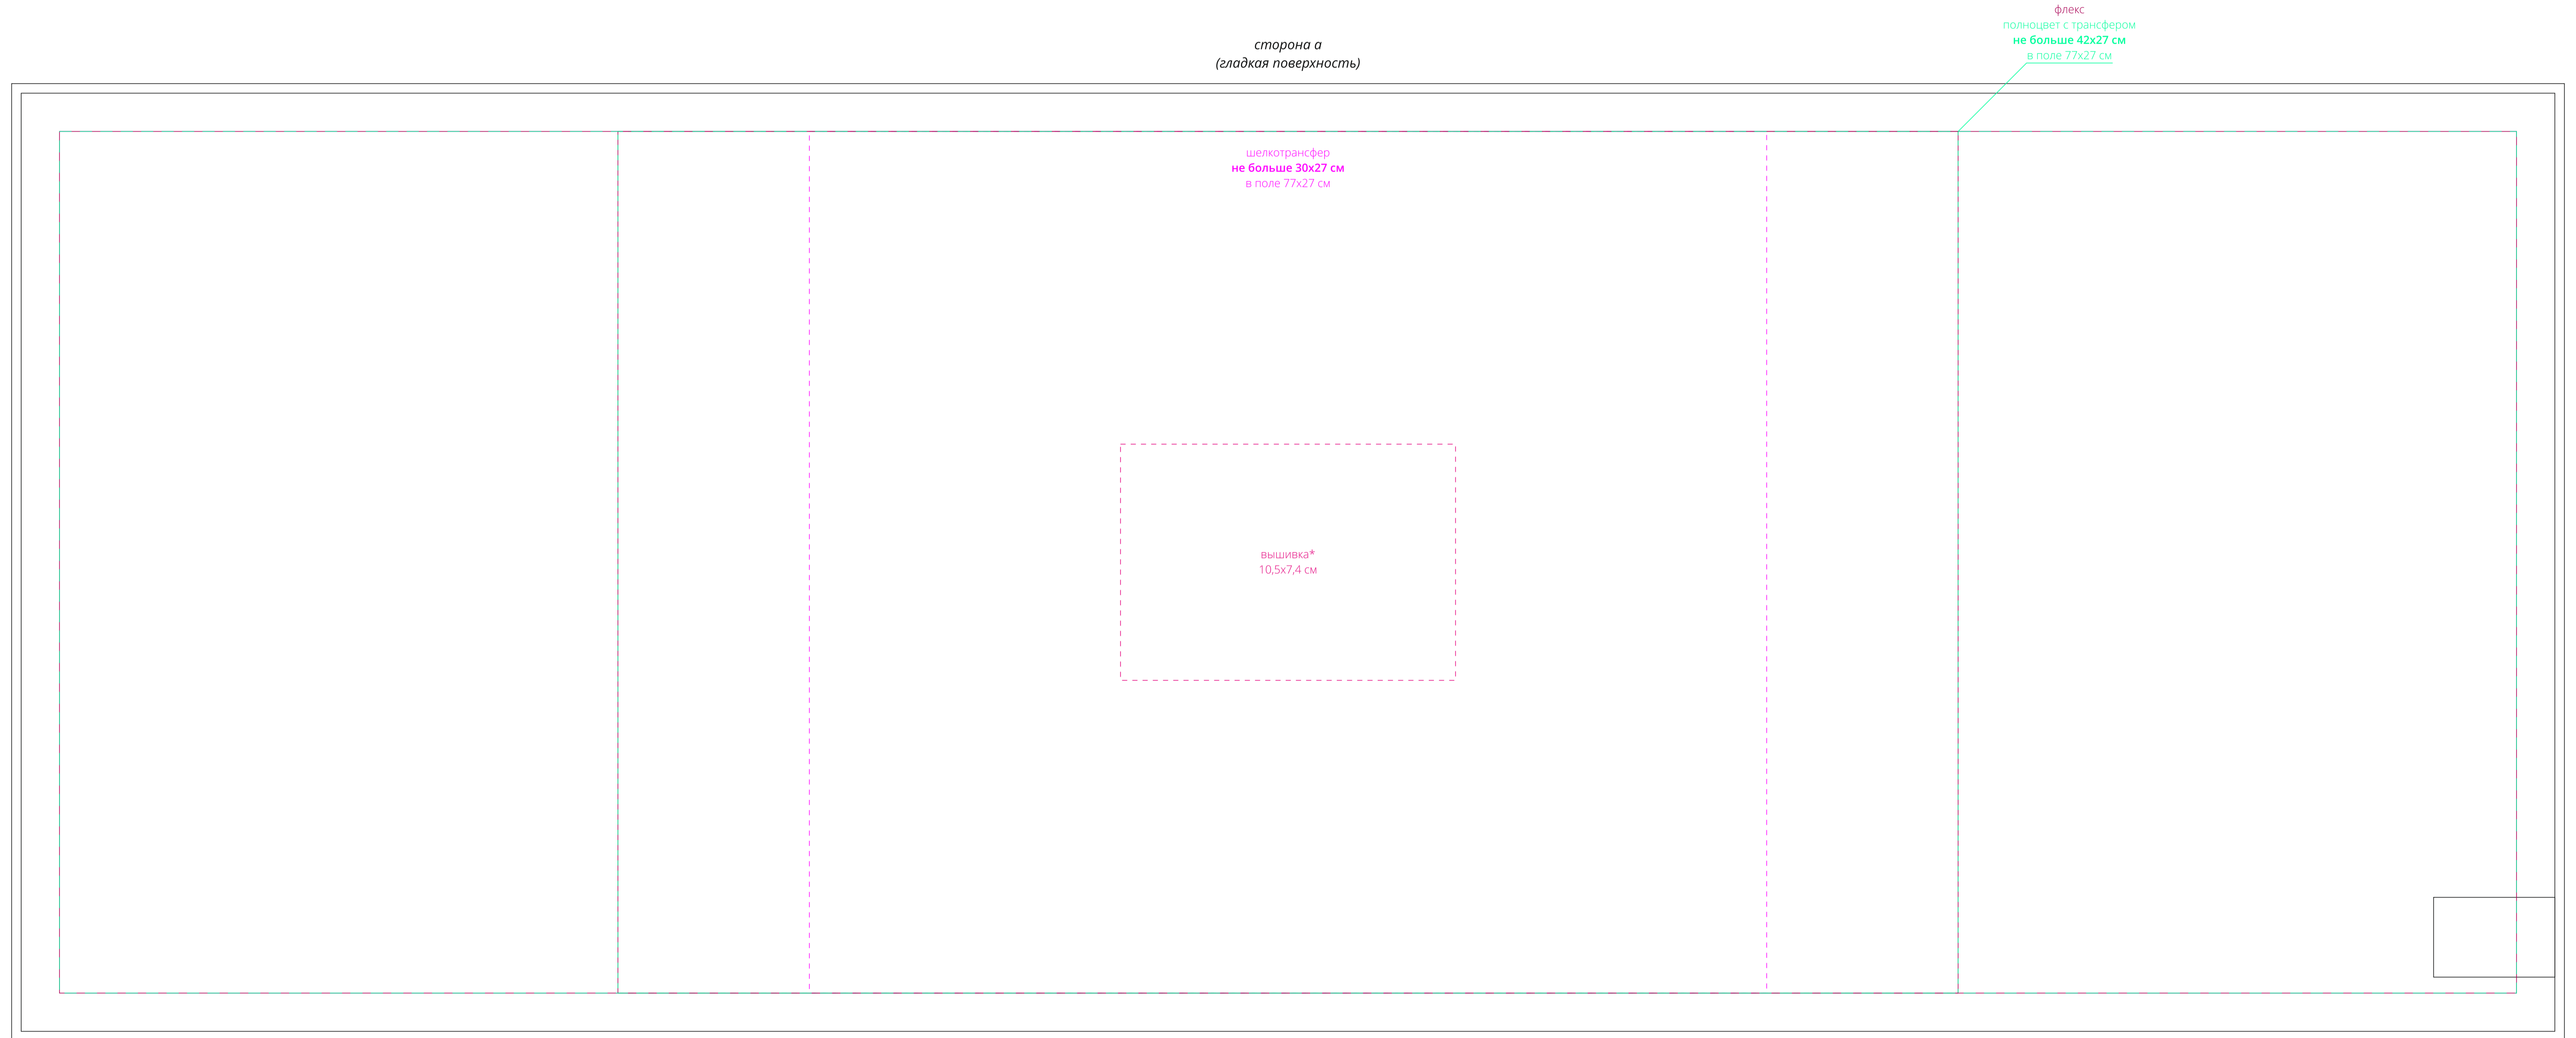 флекс
полноцвет с трансфером
не больше 42х27 см
в поле 77х27 см
сторона а
(гладкая поверхность)
шелкотрансфер
не больше 30х27 см
в поле 77х27 см
вышивка*
10,5х7,4 см